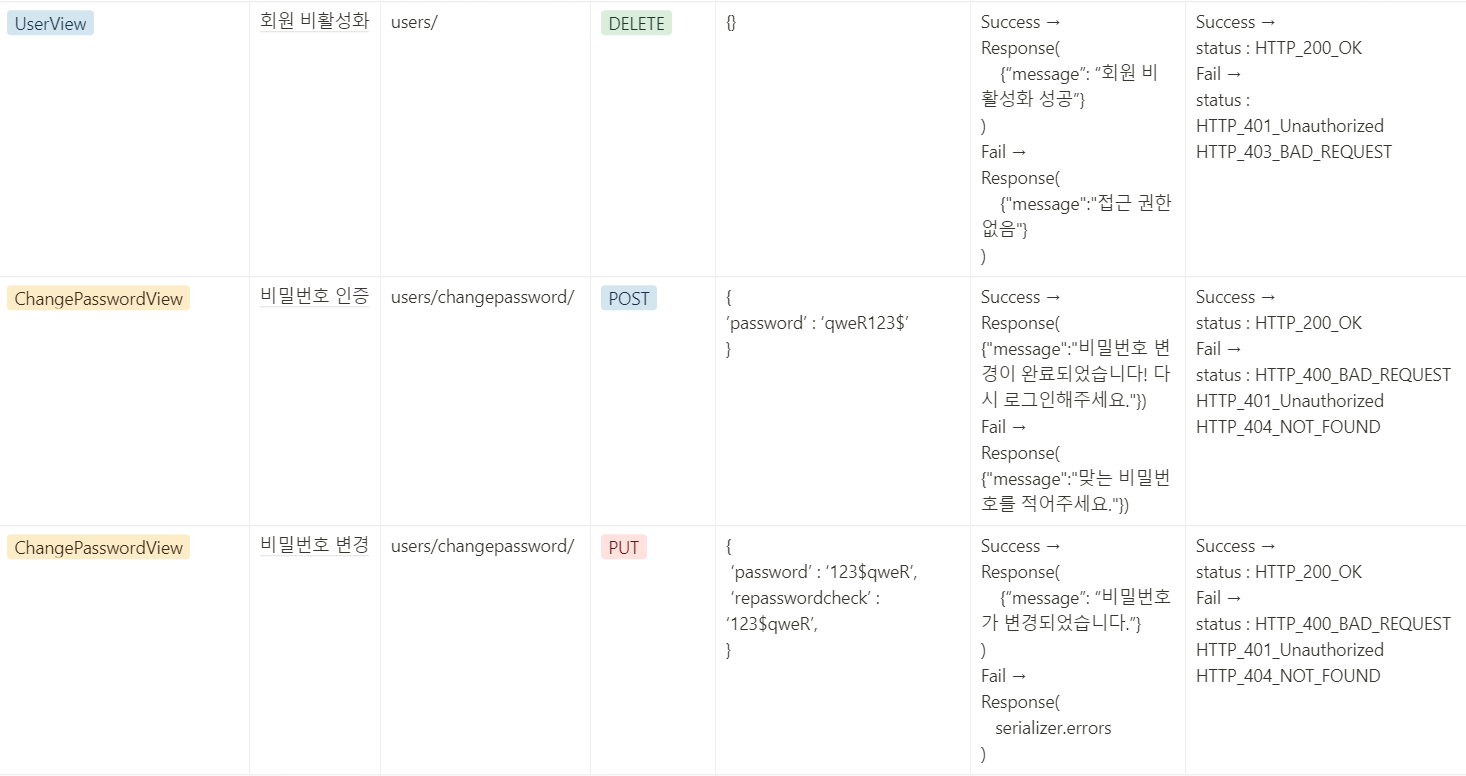 UserView
회원 비활성화
users/
DELETE
{}
Success →
Response(
{“message”: “회원 비
활성화 성공”}
)
Fail →
Response(
{"message":"접근 권한
없음"}
)
Success →
status : HTTP_200_OK
Fail →
status :
HTTP_401_Unauthorized
HTTP_403_BAD_REQUEST
ChangePasswordView
비밀번호 인증
users/changepassword/
POST
{
’password’ : ‘qweR123$’
}
Success →
Response(
{"message":"비밀번호 변
경이 완료되었습니다! 다
시 로그인해주세요."})
Fail →
Response(
{"message":"맞는 비밀번
호를 적어주세요."})
Success →
status : HTTP_200_OK
Fail →
status : HTTP_400_BAD_REQUEST
HTTP_401_Unauthorized
HTTP_404_NOT_FOUND
ChangePasswordView
비밀번호 변경
users/changepassword/
PUT
{
‘password’ : ‘123$qweR’,
‘repasswordcheck’ :
‘123$qweR’,
}
Success →
Response(
{“message”: “비밀번호
가 변경되었습니다.”}
)
Fail →
Response(
serializer.errors
)
Success →
status : HTTP_200_OK
Fail →
status : HTTP_400_BAD_REQUEST
HTTP_401_Unauthorized
HTTP_404_NOT_FOUND